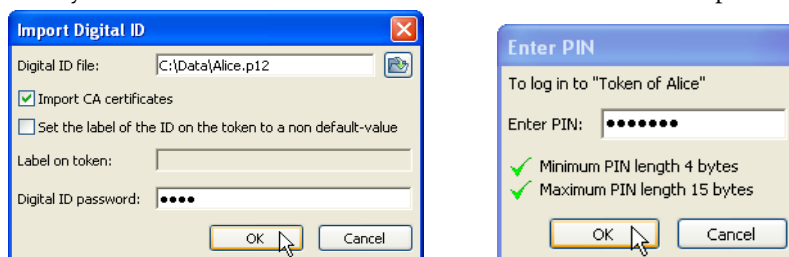 Import Digital ID
Digital ID file: C:\Data\Alice.p12
Import CA certificates
Set the label of the ID on the token to a non default-value
Label on token:
Digital ID password: ●●●●
OK Cancel
Enter PIN
To log in to "Token of Alice"
Enter PIN: ●●●●●●●
Minimum PIN length 4 bytes
Maximum PIN length 15 bytes
OK Cancel